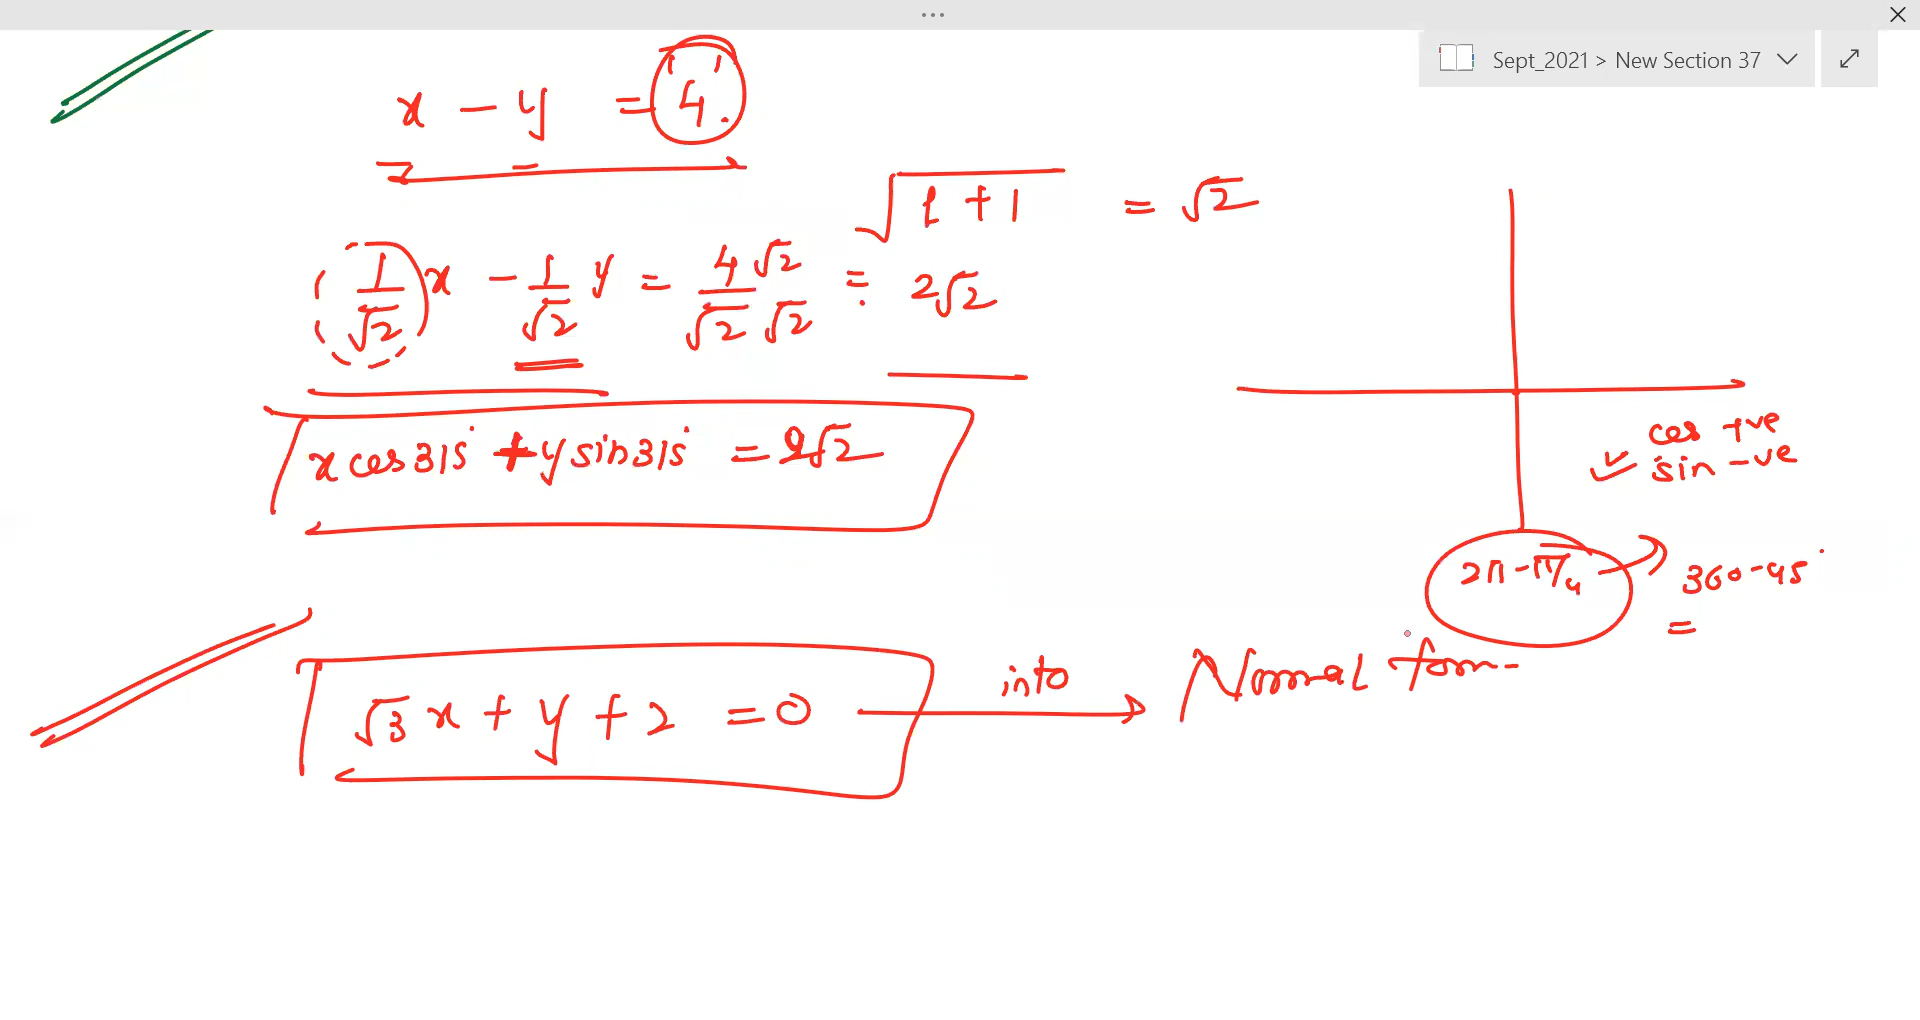 Sept_2021 > New Section 37
x - y = 4.
√(1 + 1) = √2
1/√2 x - 1/√2 y = 4√2/√2√2 = 2√2
x cos 315° + y sin 315° = 2√2
cos +ve
sin -ve
2π - π/4 → 360-45°
=
√3 x + y + 2 = 0 into → Normal form